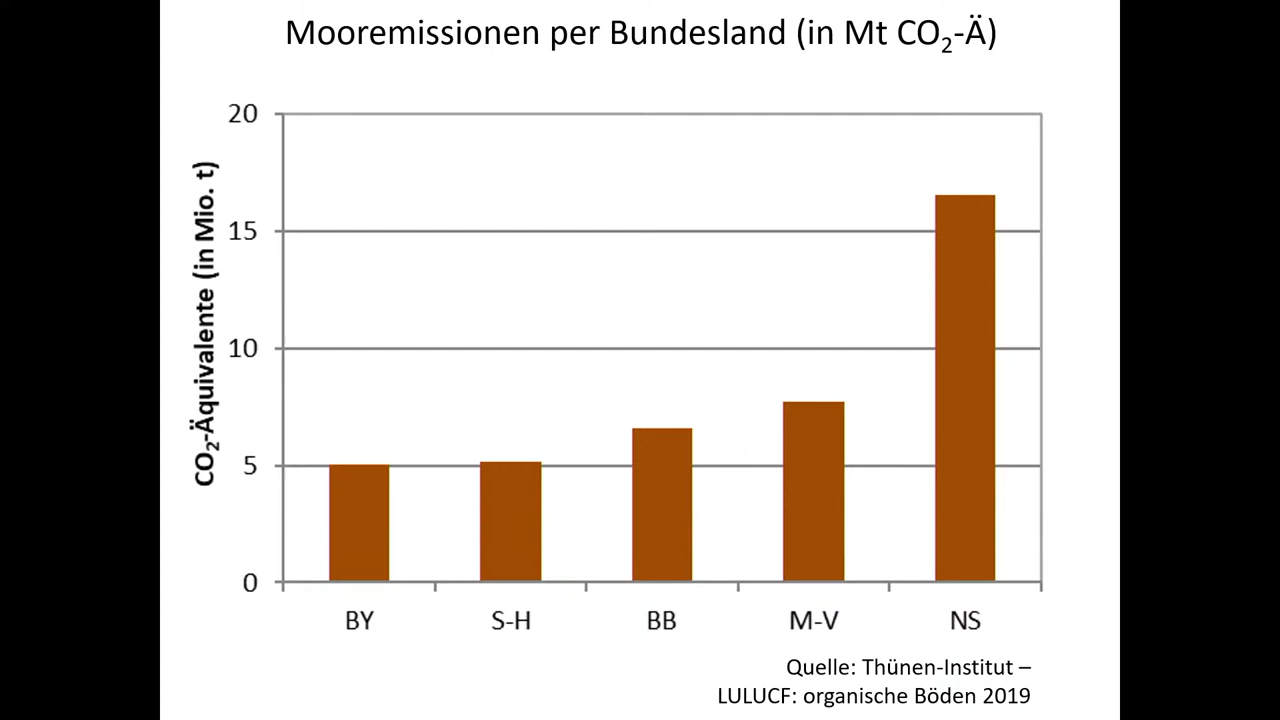 Mooremissionen per Bundesland (in Mt CO₂-Ä)
CO₂-Äquivalente (in Mio. t)
20
15
10
5
0
BY S-H BB M-V NS
Quelle: Thünen-Institut –
LULUCF: organische Böden 2019